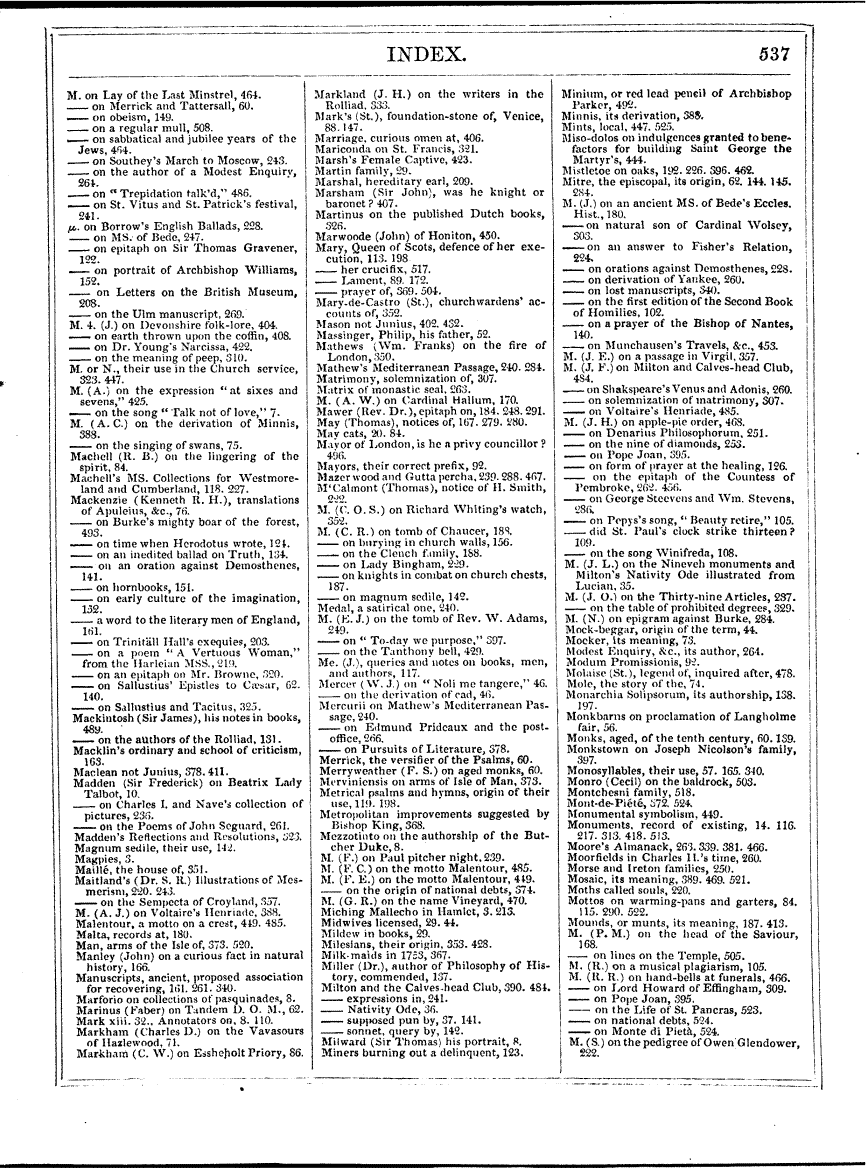 INDEX.
537
M. on Lay of the Last Minstrel, 464.
—— on Merrick and Tattersall, 60.
—— on obeism, 149.
—— on a regular mull, 508.
—— on sabbatical and jubilee years of the
Jews, 464.
—— on Southey's March to Moscow, 243.
—— on the author of a Modest Enquiry,
264.
—— on "Trepidation talk'd," 486.
—— on St. Vitus and St. Patrick's festival,
241.
μ. on Borrow's English Ballads, 228.
—— on MS. of Bede, 247.
—— on epitaph on Sir Thomas Gravener,
122.
—— on portrait of Archbishop Williams,
152.
—— on Letters on the British Museum,
208.
—— on the Ulm manuscript, 269.
M. 4. (J.) on Devonshire folk-lore, 404.
—— on earth thrown upon the coffin, 408.
—— on Dr. Young's Narcissa, 422.
—— on the meaning of peep, 310.
M. or N., their use in the Church service,
323. 447.
M. (A.) on the expression "at sixes and
sevens," 425.
—— on the song "Talk not of love," 7.
M. (A. C.) on the derivation of Minnis,
388.
—— on the singing of swans, 75.
Machell (R. B.) on the lingering of the
spirit, 84.
Machell's MS. Collections for Westmore-
land and Cumberland, 118. 227.
Mackenzie (Kenneth R. H.), translations
of Apuleius, &c., 76.
—— on Burke's mighty boar of the forest,
493.
—— on time when Herodotus wrote, 124.
—— on an inedited ballad on Truth, 134.
—— on an oration against Demosthenes,
141.
—— on hornbooks, 151.
—— on early culture of the imagination,
152.
—— a word to the literary men of England,
161.
—— on Trinitäll Hall's exequies, 203.
—— on a poem "A Vertuous Woman,"
from the Harleian MSS., 219.
—— on an epitaph on Mr. Browne, 320.
—— on Sallustius' Epistles to Cæsar, 62.
140.
—— on Sallustius and Tacitus, 325.
Mackintosh (Sir James), his notes in books,
489.
—— on the authors of the Rolliad, 131.
Macklin's ordinary and school of criticism,
163.
Maclean not Junius, 378. 411.
Madden (Sir Frederick) on Beatrix Lady
Talbot, 10.
—— on Charles I. and Nave's collection of
pictures, 236.
—— on the Poems of John Seguard, 261.
Madden's Reflections and Resolutions, 323.
Magnum sedile, their use, 142.
Magpies, 3.
Maillé, the house of, 351.
Maitland's (Dr. S. R.) Illustrations of Mes-
merism, 220. 243.
—— on the Sempecta of Croyland, 357.
M. (A. J.) on Voltaire's Henriade, 388.
Malentour, a motto on a crest, 449. 485.
Malta, records at, 180.
Man, arms of the Isle of, 373. 520.
Manley (John) on a curious fact in natural
history, 166.
Manuscripts, ancient, proposed association
for recovering, 161. 261. 340.
Marforio on collections of pasquinades, 8.
Marinus (Faber) on Tandem D. O. M., 62.
Mark xiii. 32., Annotators on, 8. 110.
Markham (Charles D.) on the Vavasours
of Hazlewood, 71.
Markham (C. W.) on Essheholt Priory, 86.
Markland (J. H.) on the writers in the
Rolliad, 333.
Mark's (St.), foundation-stone of, Venice,
88. 147.
Marriage, curious omen at, 406.
Mariconda on St. Francis, 321.
Marsh's Female Captive, 423.
Martin family, 29.
Marshal, hereditary earl, 209.
Marsham (Sir John), was he knight or
baronet? 407.
Martinus on the published Dutch books,
326.
Marwoode (John) of Honiton, 450.
Mary, Queen of Scots, defence of her exe-
cution, 113. 198
—— her crucifix, 517.
—— Lament, 89. 172.
—— prayer of, 369. 504.
Mary-de-Castro (St.), churchwardens' ac-
counts of, 352.
Mason not Junius, 402. 432.
Massinger, Philip, his father, 52.
Mathews (Wm. Franks) on the fire of
London, 350.
Mathew's Mediterranean Passage, 240. 284.
Matrimony, solemnization of, 307.
Matrix of monastic seal, 263.
M. (A. W.) on Cardinal Hallum, 170.
Mawer (Rev. Dr.), epitaph on, 184. 248. 291.
May (Thomas), notices of, 167. 279. 280.
May cats, 20. 84.
Mayor of London, is he a privy councillor?
496.
Mayors, their correct prefix, 92.
Mazer wood and Gutta percha, 239. 288. 467.
M'Calmont (Thomas), notice of H. Smith,
222.
M. (C. O. S.) on Richard Whiting's watch,
352.
M. (C. R.) on tomb of Chaucer, 188.
—— on burying in church walls, 156.
—— on the Clench family, 188.
—— on Lady Bingham, 229.
—— on knights in combat on church chests,
187.
—— on magnum sedile, 142.
Medal, a satirical one, 240.
M. (E. J.) on the tomb of Rev. W. Adams,
249.
—— on "To-day we purpose," 397.
—— on the Tanthony bell, 429.
Me. (J.), queries and notes on books, men,
and authors, 117.
Mercer (W. J.) on "Noli me tangere," 46.
—— on the derivation of cad, 46.
Mercurii on Mathew's Mediterranean Pas-
sage, 240.
—— on Edmund Prideaux and the post-
office, 266.
—— on Pursuits of Literature, 378.
Merrick, the versifier of the Psalms, 60.
Merryweather (F. S.) on aged monks, 60.
Merviniensis on arms of Isle of Man, 373.
Metrical psalms and hymns, origin of their
use, 119. 198.
Metropolitan improvements suggested by
Bishop King, 368.
Mezzotinto on the authorship of the But-
cher Duke, 8.
M. (F.) on Paul pitcher night, 239.
M. (F. C.) on the motto Malentour, 485.
M. (F. E.) on the motto Malentour, 449.
—— on the origin of national debts, 374.
M. (G. R.) on the name Vineyard, 470.
Miching Mallecho in Hamlet, 3. 213.
Midwives licensed, 29. 44.
Mildew in books, 29.
Milesians, their origin, 353. 428.
Milk-maids in 1753, 367.
Miller (Dr.), author of Philosophy of His-
tory, commended, 137.
Milton and the Calves-head Club, 390. 484.
—— expressions in, 241.
—— Nativity Ode, 36.
—— supposed pun by, 37. 141.
—— sonnet, query by, 142.
Milward (Sir Thomas) his portrait, 8.
Miners burning out a delinquent, 123.
Minium, or red lead pencil of Archbishop
Parker, 492.
Minnis, its derivation, 388.
Mints, local, 447. 525.
Miso-dolos on indulgences granted to bene-
factors for building Saint George the
Martyr's, 444.
Mistletoe on oaks, 192. 226. 396. 462.
Mitre, the episcopal, its origin, 62. 144. 145.
284.
M. (J.) on an ancient MS. of Bede's Eccles.
Hist., 180.
—— on natural son of Cardinal Wolsey,
303.
—— on an answer to Fisher's Relation,
224.
—— on orations against Demosthenes, 228.
—— on derivation of Yankee, 260.
—— on lost manuscripts, 340.
—— on the first edition of the Second Book
of Homilies, 102.
—— on a prayer of the Bishop of Nantes,
140.
—— on Munchausen's Travels, &c., 453.
M. (J. E.) on a passage in Virgil, 357.
M. (J. F.) on Milton and Calves-head Club,
484.
—— on Shakspeare's Venus and Adonis, 260.
—— on solemnization of matrimony, 307.
—— on Voltaire's Henriade, 485.
M. (J. H.) on apple-pie order, 468.
—— on Denarius Philosophorum, 251.
—— on the nine of diamonds, 253.
—— on Pope Joan, 395.
—— on form of prayer at the healing, 126.
—— on the epitaph of the Countess of
Pembroke, 262. 456.
—— on George Steevens and Wm. Stevens,
286.
—— on Pepys's song, "Beauty retire," 105.
—— did St. Paul's clock strike thirteen?
109.
—— on the song Winifreda, 108.
M. (J. L.) on the Nineveh monuments and
Milton's Nativity Ode illustrated from
Lucian, 35.
M. (J. O.) on the Thirty-nine Articles, 237.
—— on the table of prohibited degrees, 329.
M. (N.) on epigram against Burke, 284.
Mock-beggar, origin of the term, 44.
Mocker, its meaning, 73.
Modest Enquiry, &c., its author, 264.
Modum Promissionis, 92.
Molaise (St.), legend of, inquired after, 478.
Mole, the story of the, 74.
Monarchia Solipsorum, its authorship, 138.
197.
Monkbarns on proclamation of Langholme
fair, 56.
Monks, aged, of the tenth century, 60. 139.
Monkstown on Joseph Nicolson's family,
397.
Monosyllables, their use, 57. 165. 340.
Monro (Cecil) on the baldrock, 503.
Montchesni family, 518.
Mont-de-Piété, 372. 524.
Monumental symbolism, 449.
Monuments, record of existing, 14. 116.
217. 313. 418. 513.
Moore's Almanack, 263. 339. 381. 466.
Moorfields in Charles II.'s time, 260.
Morse and Ireton families, 250.
Mosaic, its meaning, 389. 469. 521.
Moths called souls, 220.
Mottos on warming-pans and garters, 84.
115. 290. 522.
Mounds, or munts, its meaning, 187. 413.
M. (P. M.) on the head of the Saviour,
168.
—— on lines on the Temple, 505.
M. (R.) on a musical plagiarism, 105.
M. (R. R.) on hand-bells at funerals, 466.
—— on Lord Howard of Effingham, 309.
—— on Pope Joan, 395.
—— on the Life of St. Pancras, 523.
—— on national debts, 524.
—— on Monte di Pietà, 524.
M. (S.) on the pedigree of Owen Glendower,
222.